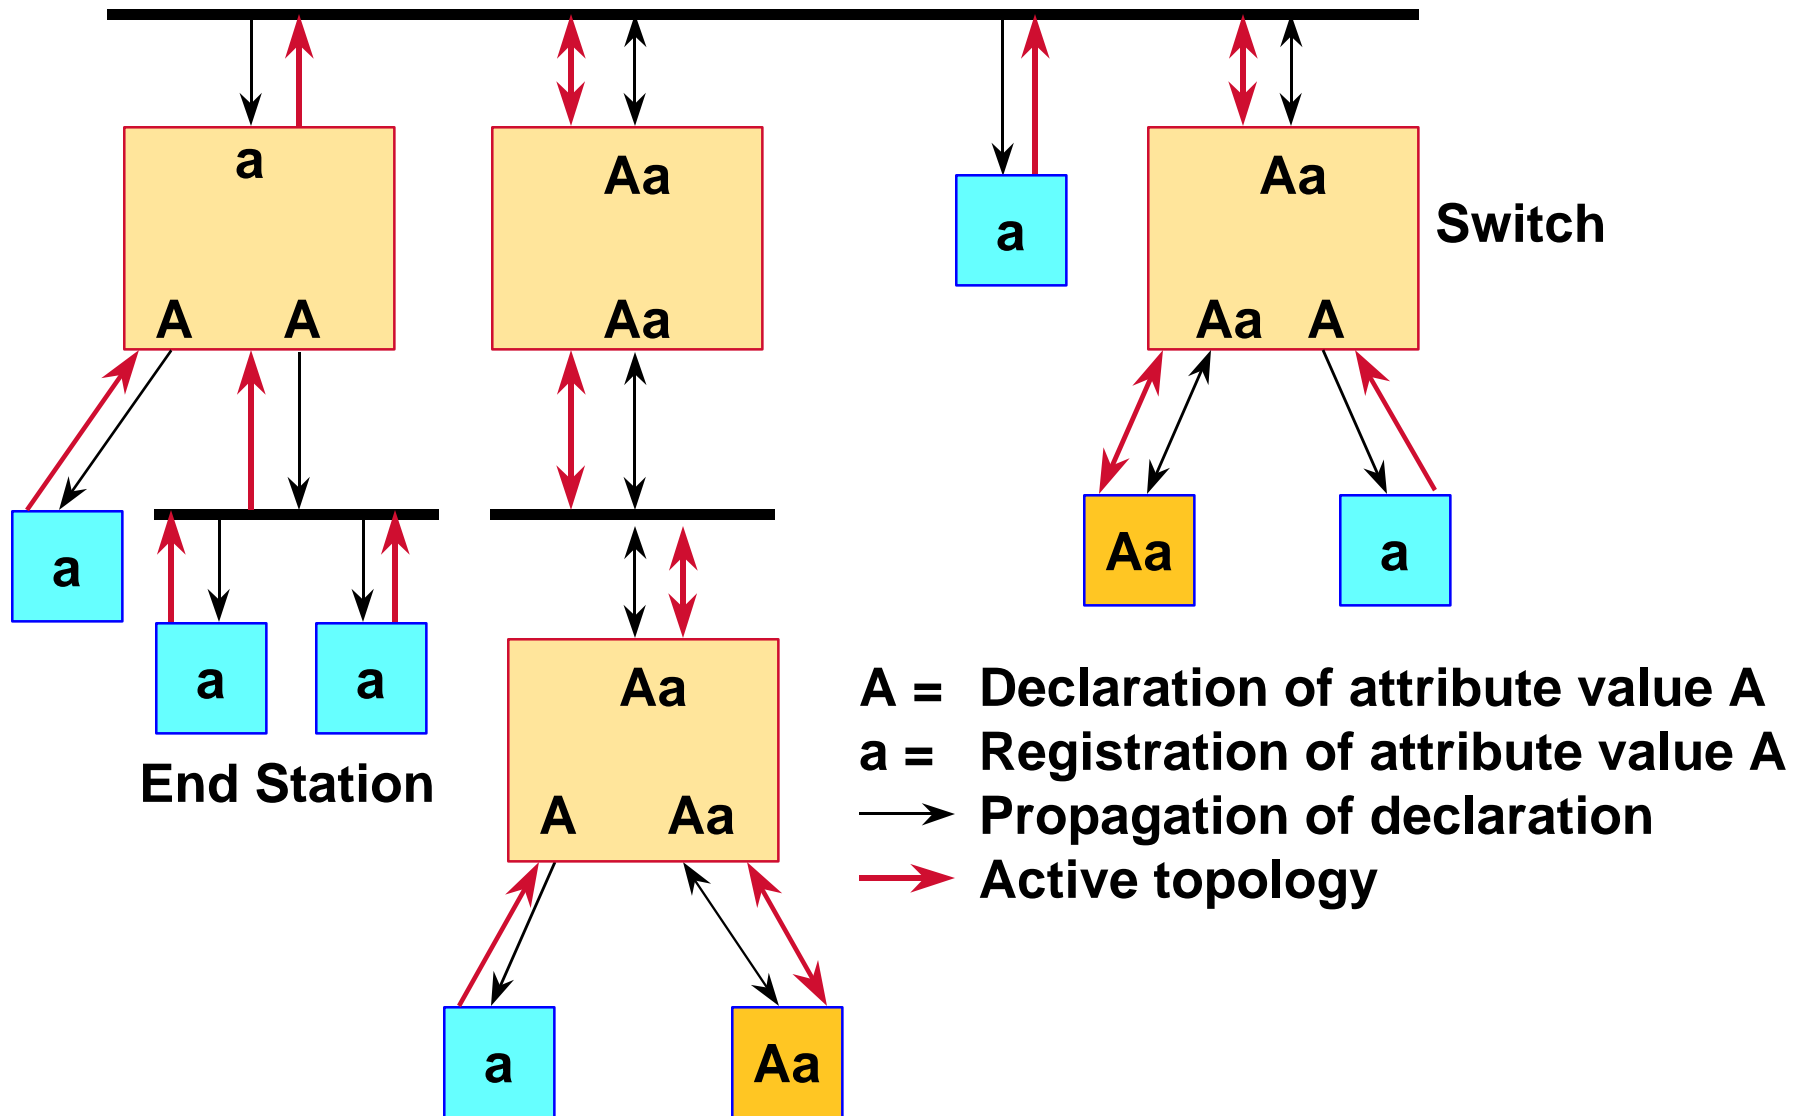 a
Aa
Aa
a
Switch
A A
Aa
Aa A
a
Aa
a
a
a
Aa
End Station
A Aa
a
Aa
A = Declaration of attribute value A
a = Registration of attribute value A
Propagation of declaration
Active topology